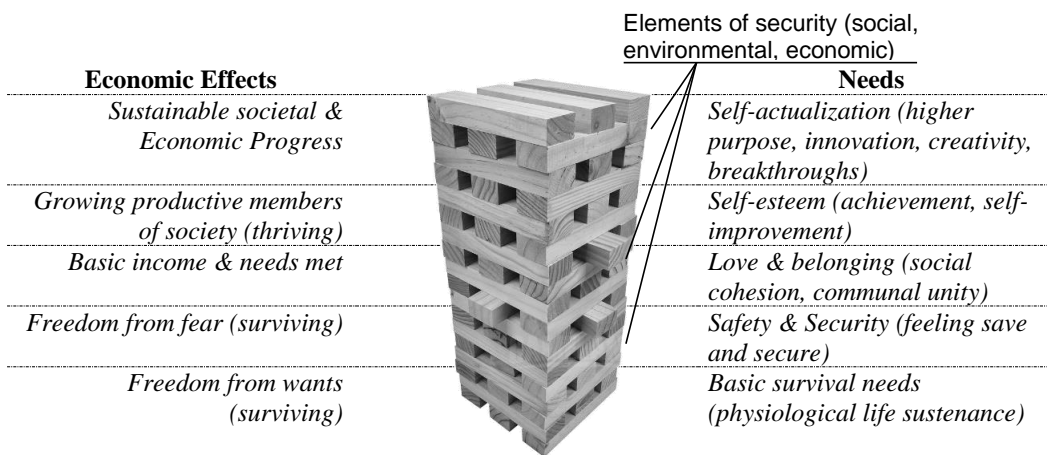 Elements of security (social,
environmental, economic)
Economic Effects
Needs
Sustainable societal &
Economic Progress
Self-actualization (higher
purpose, innovation, creativity,
breakthroughs)
Growing productive members
of society (thriving)
Self-esteem (achievement, self-
improvement)
Basic income & needs met
Love & belonging (social
cohesion, communal unity)
Freedom from fear (surviving)
Safety & Security (feeling save
and secure)
Freedom from wants
(surviving)
Basic survival needs
(physiological life sustenance)